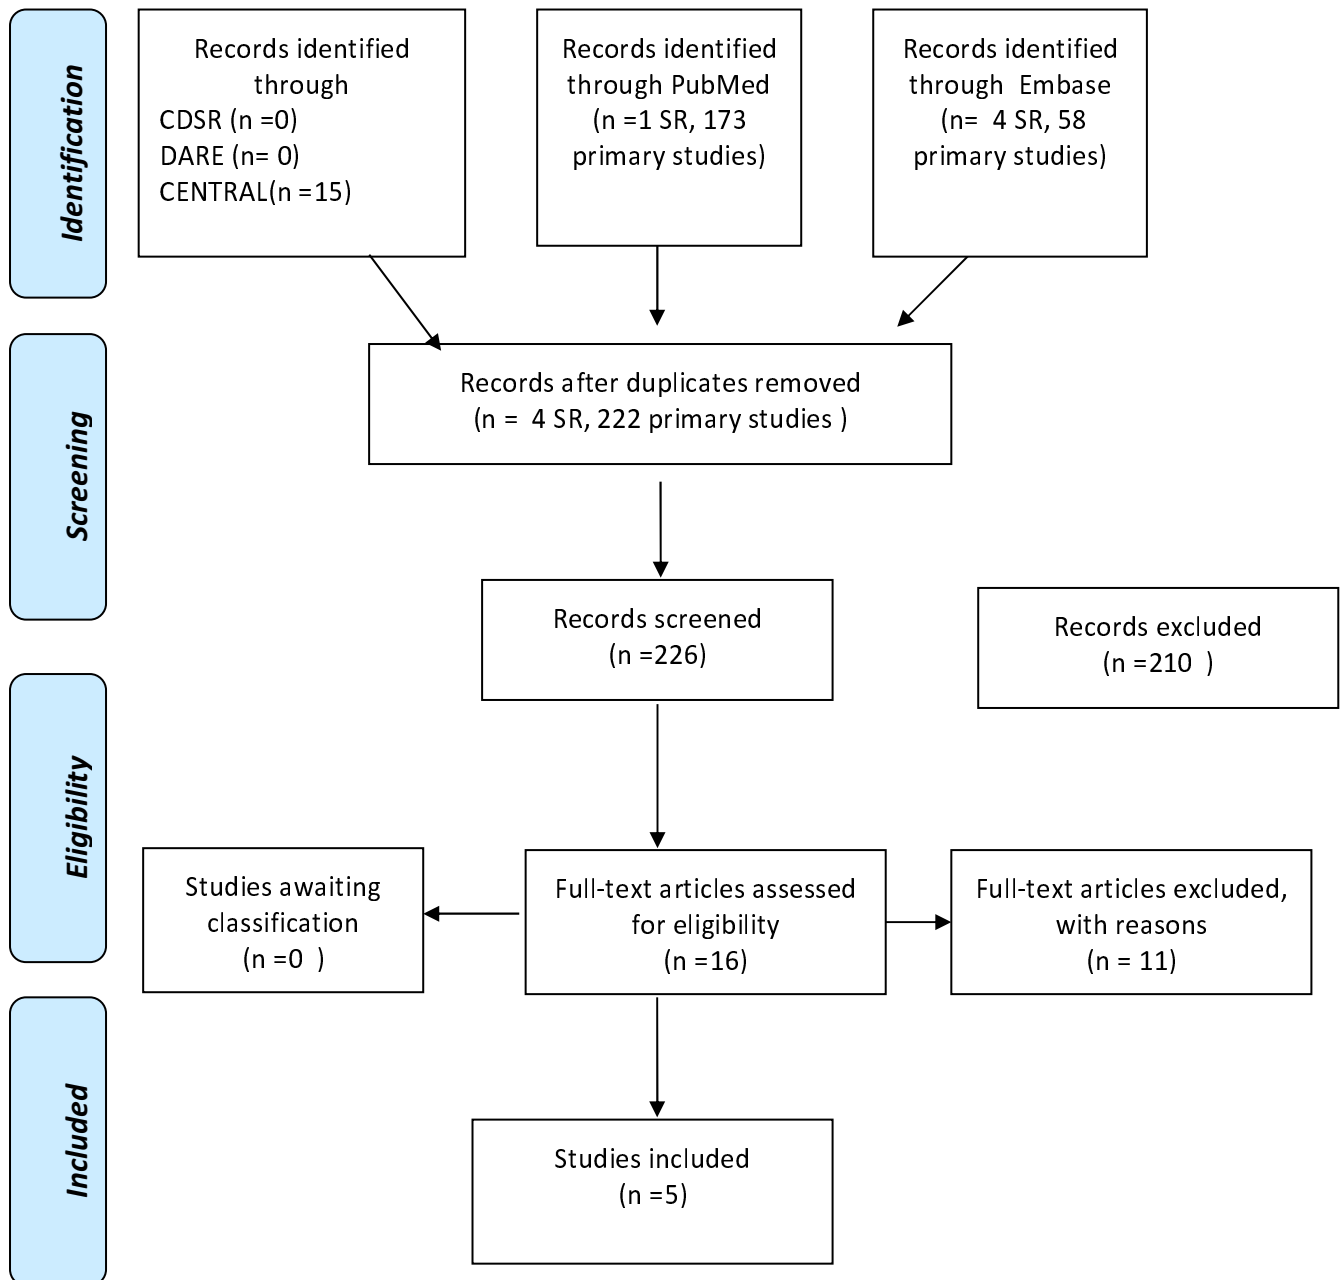 Identification
Records identified
through
CDSR (n =0)
DARE (n= 0)
CENTRAL(n =15)
Records identified
through PubMed
(n =1 SR, 173
primary studies)
Records identified
through  Embase
(n=  4 SR, 58
primary studies)
Screening
Records after duplicates removed
(n =  4 SR, 222 primary studies )
Records screened
(n =226)
Records excluded
(n =210  )
Eligibility
Studies awaiting
classification
(n =0  )
Full-text articles assessed
for eligibility
(n =16)
Full-text articles excluded,
with reasons
(n = 11)
Included
Studies included
(n =5)